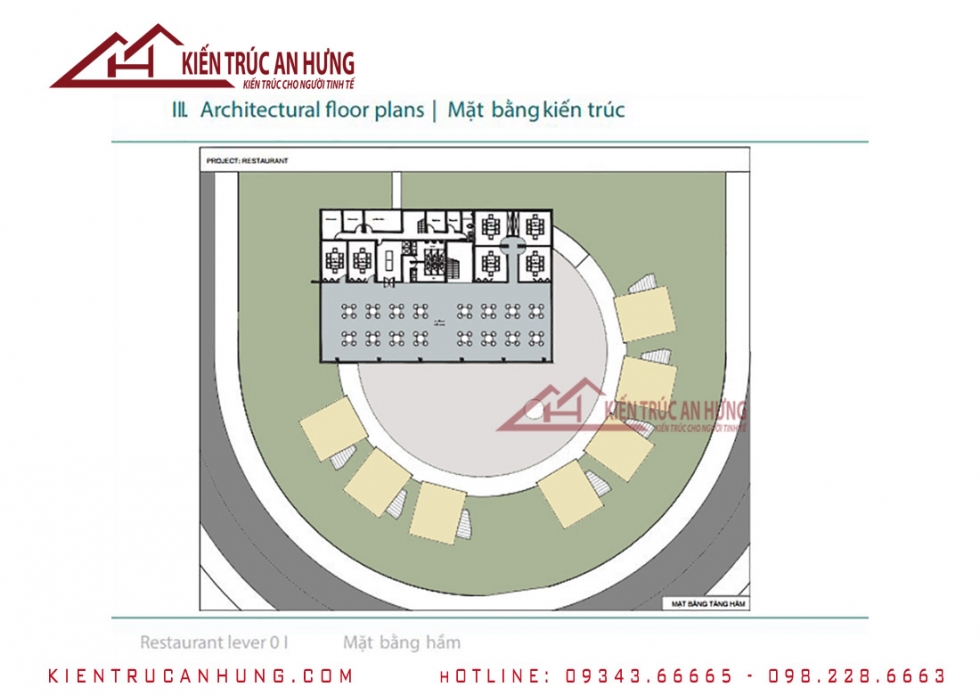 KIẾN TRÚC AN HƯNG
KIẾN TRÚC CHO NGƯỜI TINH TẾ
III. Architectural floor plans | Mặt bằng kiến trúc
PROJECT: RESTAURANT
KIẾN TRÚC AN HƯNG
KIẾN TRÚC CHO NGƯỜI TINH TẾ
MẶT BẰNG TẦNG HẦM
Restaurant lever 0 I Mặt bằng hầm
KIENTRUCANHUNG.COM HOTLINE: 09343.66665 - 098.228.6663